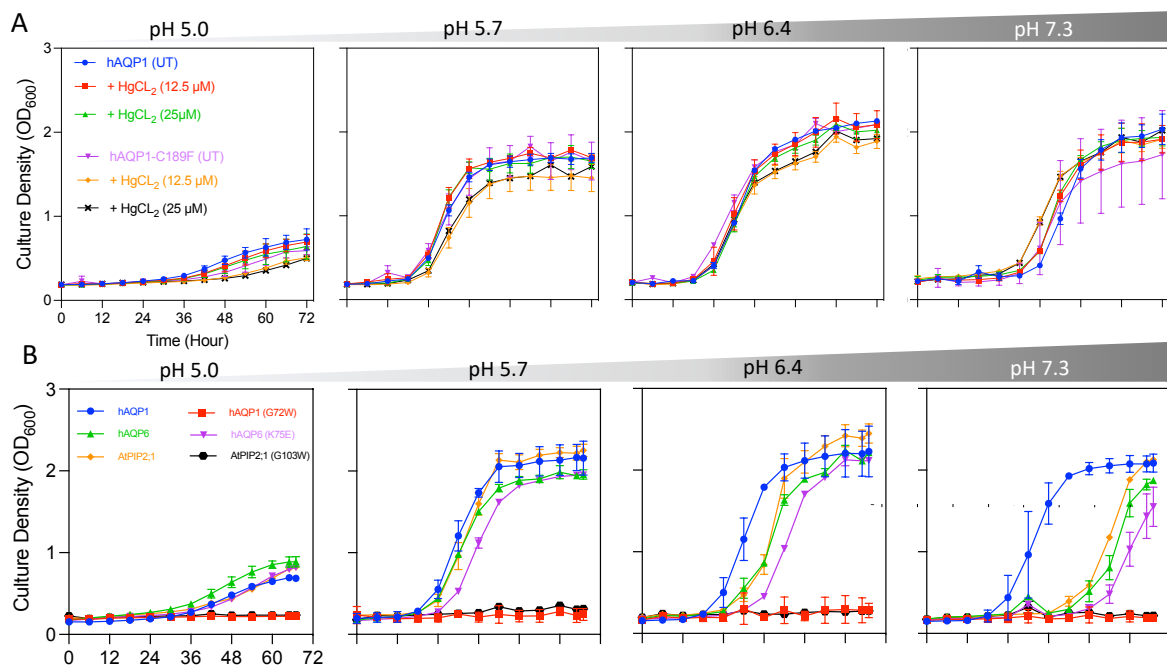 A
pH 5.0 pH 5.7 pH 6.4 pH 7.3
3
2
1
0
Culture Density (OD600)
hAQP1 (UT)
+ HgCL2 (12.5 µM)
+ HgCL2 (25µM)
hAQP1-C189F (UT)
+ HgCL2 (12.5 µM)
+ HgCL2 (25 µM)
0 12 24 36 48 60 72
Time (Hour)
B
pH 5.0 pH 5.7 pH 6.4 pH 7.3
3
2
1
0
Culture Density (OD600)
hAQP1 hAQP1 (G72W)
hAQP6 hAQP6 (K75E)
AtPIP2;1 AtPIP2;1 (G103W)
0 12 24 36 48 60 72